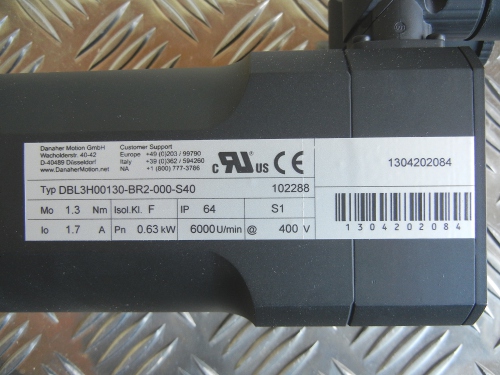 Danaher Motion GmbH
Wacholderstr. 40-42
D-40489 Düsseldorf
www.DanaherMotion.net
Customer Support
Europe +49 (0)203 / 99790
Italy +39 (0)362 / 594260
NA +1 (800) 777-3786
c RU US CE
Typ DBL3H00130-BR2-000-S40 102288
Mo 1.3 Nm Isol.Kl. F IP 64 S1
Io 1.7 A Pn 0.63 kW 6000 U/min @ 400 V
1304202084
1304202084